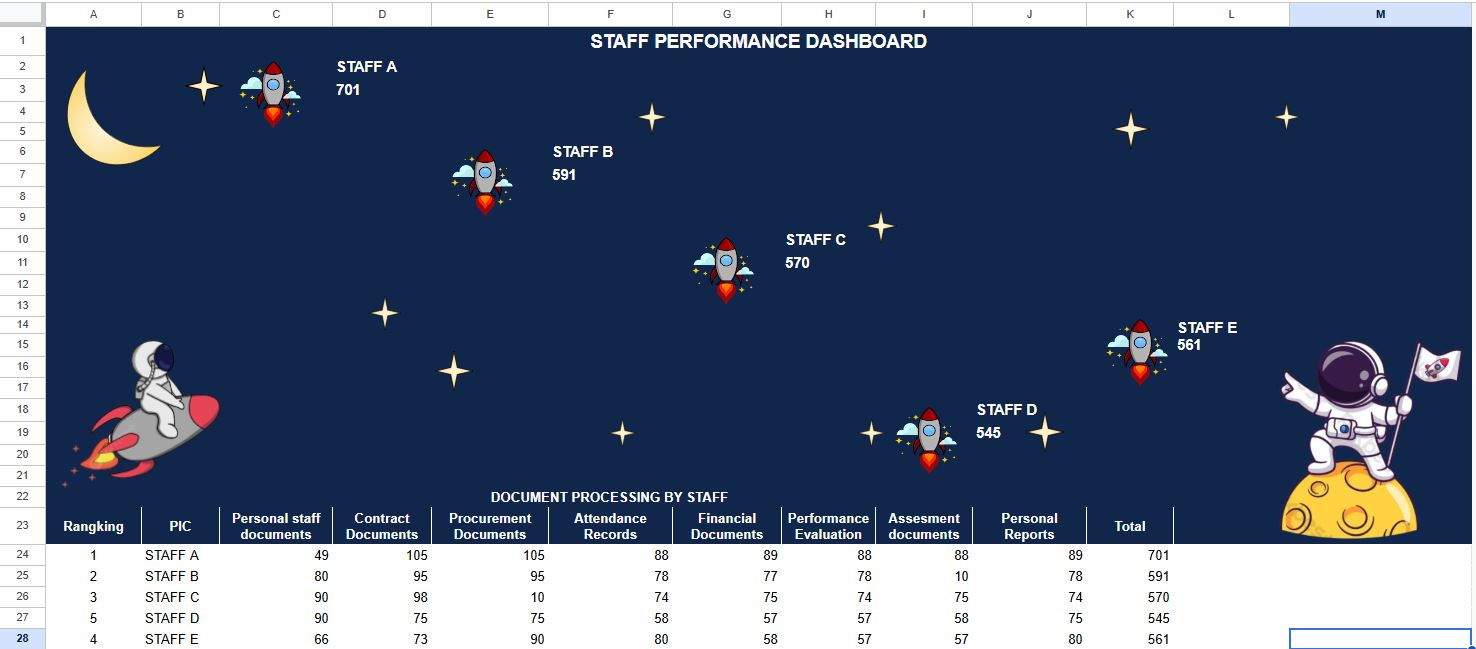 A B C D E F G H I J K L M
1 STAFF PERFORMANCE DASHBOARD
2 STAFF A
3 701
4
5
6 STAFF B
7 591
8
9
10 STAFF C
11 570
12
13
14 STAFF E
15 561
16
17
18 STAFF D
19 545
20
21
22 DOCUMENT PROCESSING BY STAFF
23 Rangking PIC Personal staff documents Contract Documents Procurement Documents Attendance Records Financial Documents Performance Evaluation Assesment documents Personal Reports Total
24 1 STAFF A 49 105 105 88 89 88 88 89 701
25 2 STAFF B 80 95 95 78 77 78 10 78 591
26 3 STAFF C 90 98 10 74 75 74 75 74 570
27 5 STAFF D 90 75 75 58 57 57 58 75 545
28 4 STAFF E 66 73 90 80 58 57 57 80 561